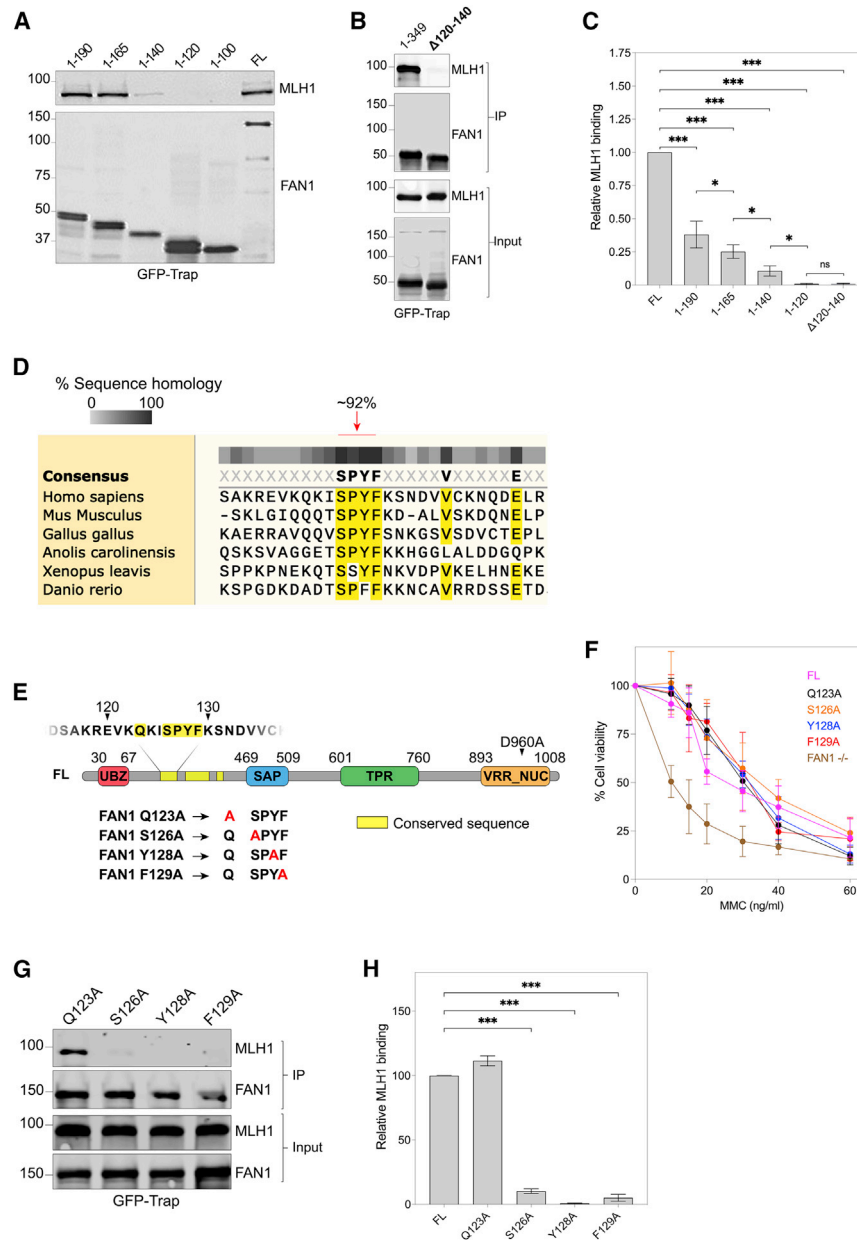 A
1-190 1-165 1-140 1-120 1-100 FL
100
MLH1
150
100
75
50
37
FAN1
GFP-Trap
B
1-349 Δ120-140
100
MLH1
150
100
50
FAN1
IP
100
MLH1
150
100
50
FAN1
Input
GFP-Trap
C
Relative MLH1 binding
1.75
1.50
1.25
1.00
0.75
0.50
0.25
0
***
***
***
***
***
*
*
*
ns
FL 1-190 1-165 1-140 1-120 Δ120-140
D
% Sequence homology
0 100
~92%
Consensus XXXXXXXXXXSPYFXXXXXVXXXXXEXX
Homo sapiens SAKREVKQKISPYFKSNDVVCKNQDELR
Mus Musculus -SKLGIQQQTSPYFKD-ALVSKDQNELP
Gallus gallus KAERRAVQQVSPYFSNKGSVSDVCTEPL
Anolis carolinensis QSKSVAGGETSPYFKKHGGLALDDGQPK
Xenopus leavis SPPKPNEKQTSSYFNKVDPVKELHNEKE
Danio rerio KSPGDKADADTSPFFKKNCAVRRDSSETD
E
120 130
DSAKREVKQKISPYFKSNDVVCK
D960A
30 67 469 509 601 760 893 1008
FL UBZ SAP TPR VRR_NUC
FAN1 Q123A → A SPYF
FAN1 S126A → Q APYF
FAN1 Y128A → Q SPAF
FAN1 F129A → Q SPYA
Conserved sequence
F
% Cell viability
100
75
50
25
0
0 20 40 60
MMC (ng/ml)
FL
Q123A
S126A
Y128A
F129A
FAN1 -/-
G
Q123A S126A Y128A F129A
100
MLH1
150
FAN1
IP
100
MLH1
150
FAN1
Input
GFP-Trap
H
Relative MLH1 binding
150
100
50
0
***
***
***
FL Q123A S126A Y128A F129A